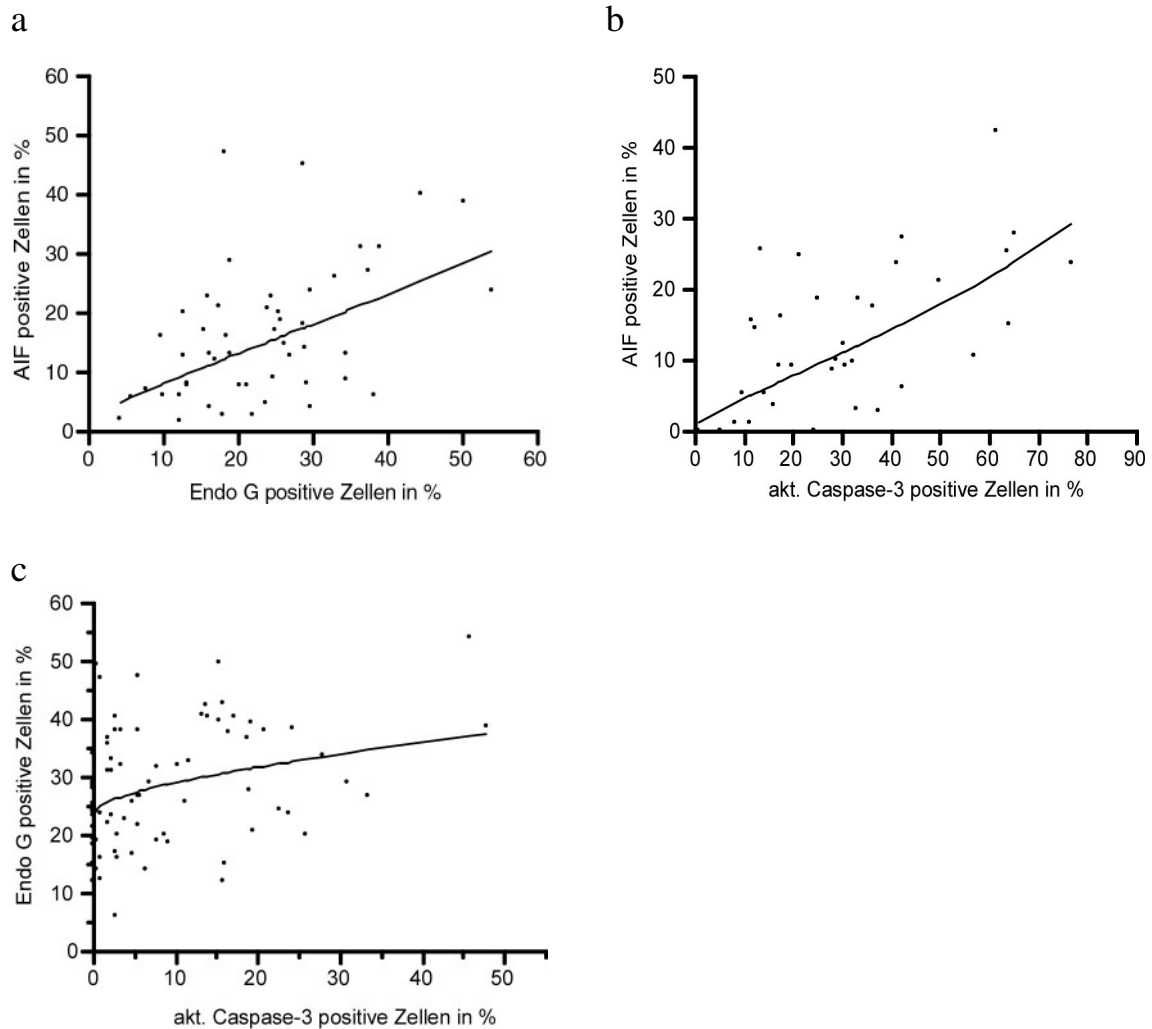 a
60
50
40
30
20
10
0
AIF positive Zellen in %
0 10 20 30 40 50 60
Endo G positive Zellen in %
b
50
40
30
20
10
0
AIF positive Zellen in %
0 10 20 30 40 50 60 70 80 90
akt. Caspase-3 positive Zellen in %
c
60
50
40
30
20
10
0
Endo G positive Zellen in %
0 10 20 30 40 50
akt. Caspase-3 positive Zellen in %